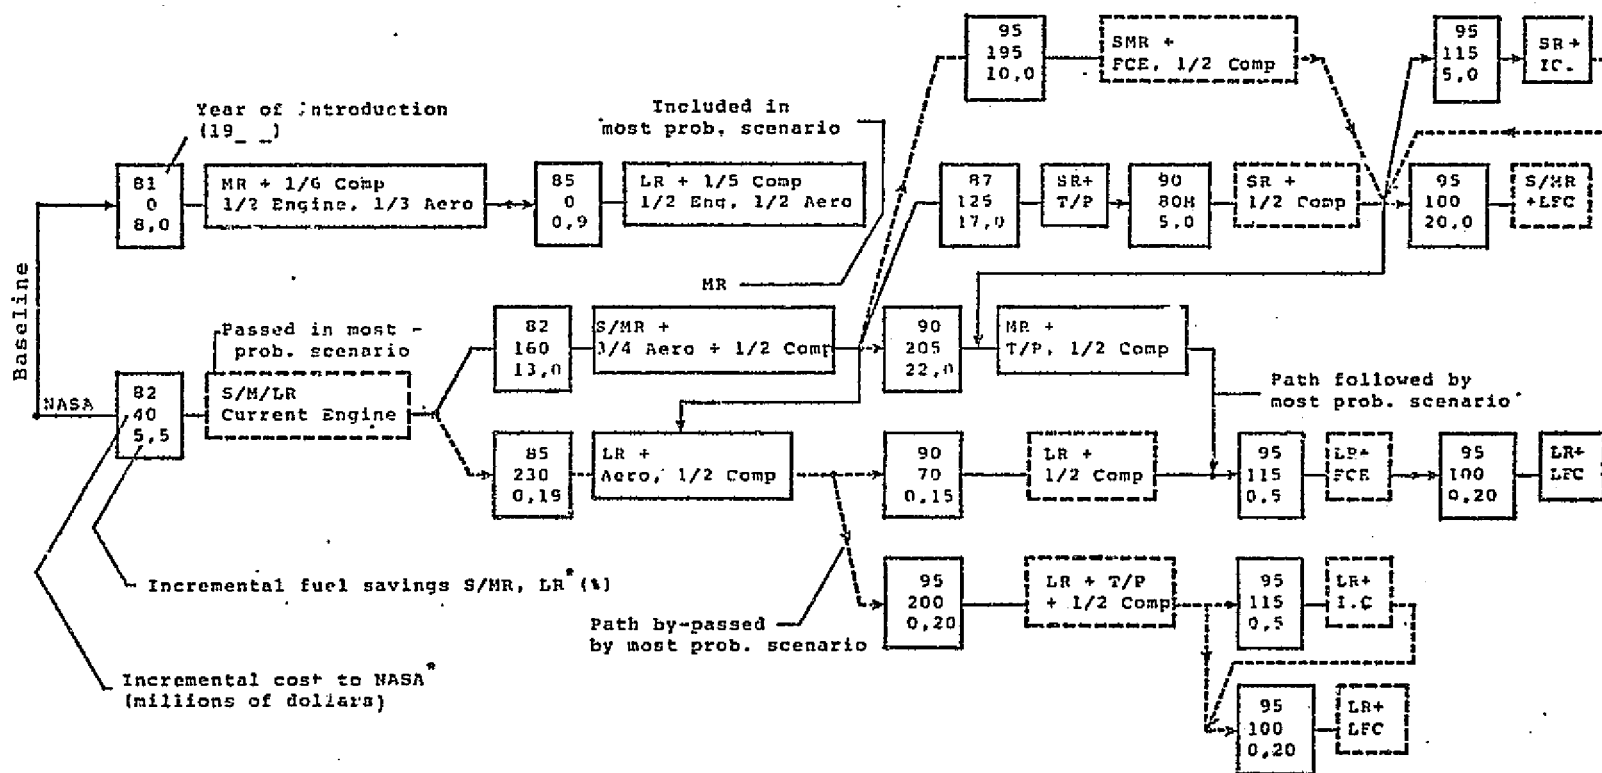 95
195
10,0
SMR +
FCE, 1/2 Comp
95
115
5,0
SR +
IC.
Year of introduction
(19_ _)
Included in
most prob. scenario
81
0
8,0
MR + 1/6 Comp
1/2 Engine, 1/3 Aero
85
0
0,9
LR + 1/5 Comp
1/2 Eng, 1/2 Aero
87
125
17,0
SR+
T/P
90
80M
5,0
SR +
1/2 Comp
95
100
20,0
S/MR
+LFC
MR
Baseline
Passed in most -
prob. scenario
82
160
13,0
S/MR +
3/4 Aero + 1/2 Comp
90
205
22,0
MR +
T/P, 1/2 Comp
NASA
82
40
5,5
S/M/LR
Current Engine
Path followed by
most prob. scenario
85
230
0,19
LR +
Aero, 1/2 Comp
90
70
0,15
LR +
1/2 Comp
95
115
0,5
LR+
FCE
95
100
0,20
LR+
LFC
Incremental fuel savings S/MR, LR* (%)
95
200
0,20
LR + T/P
+ 1/2 Comp
95
115
0,5
LR+
I.C
Path by-passed
by most prob. scenario
Incremental cost to NASA*
(millions of dollars)
95
100
0,20
LR+
LFC